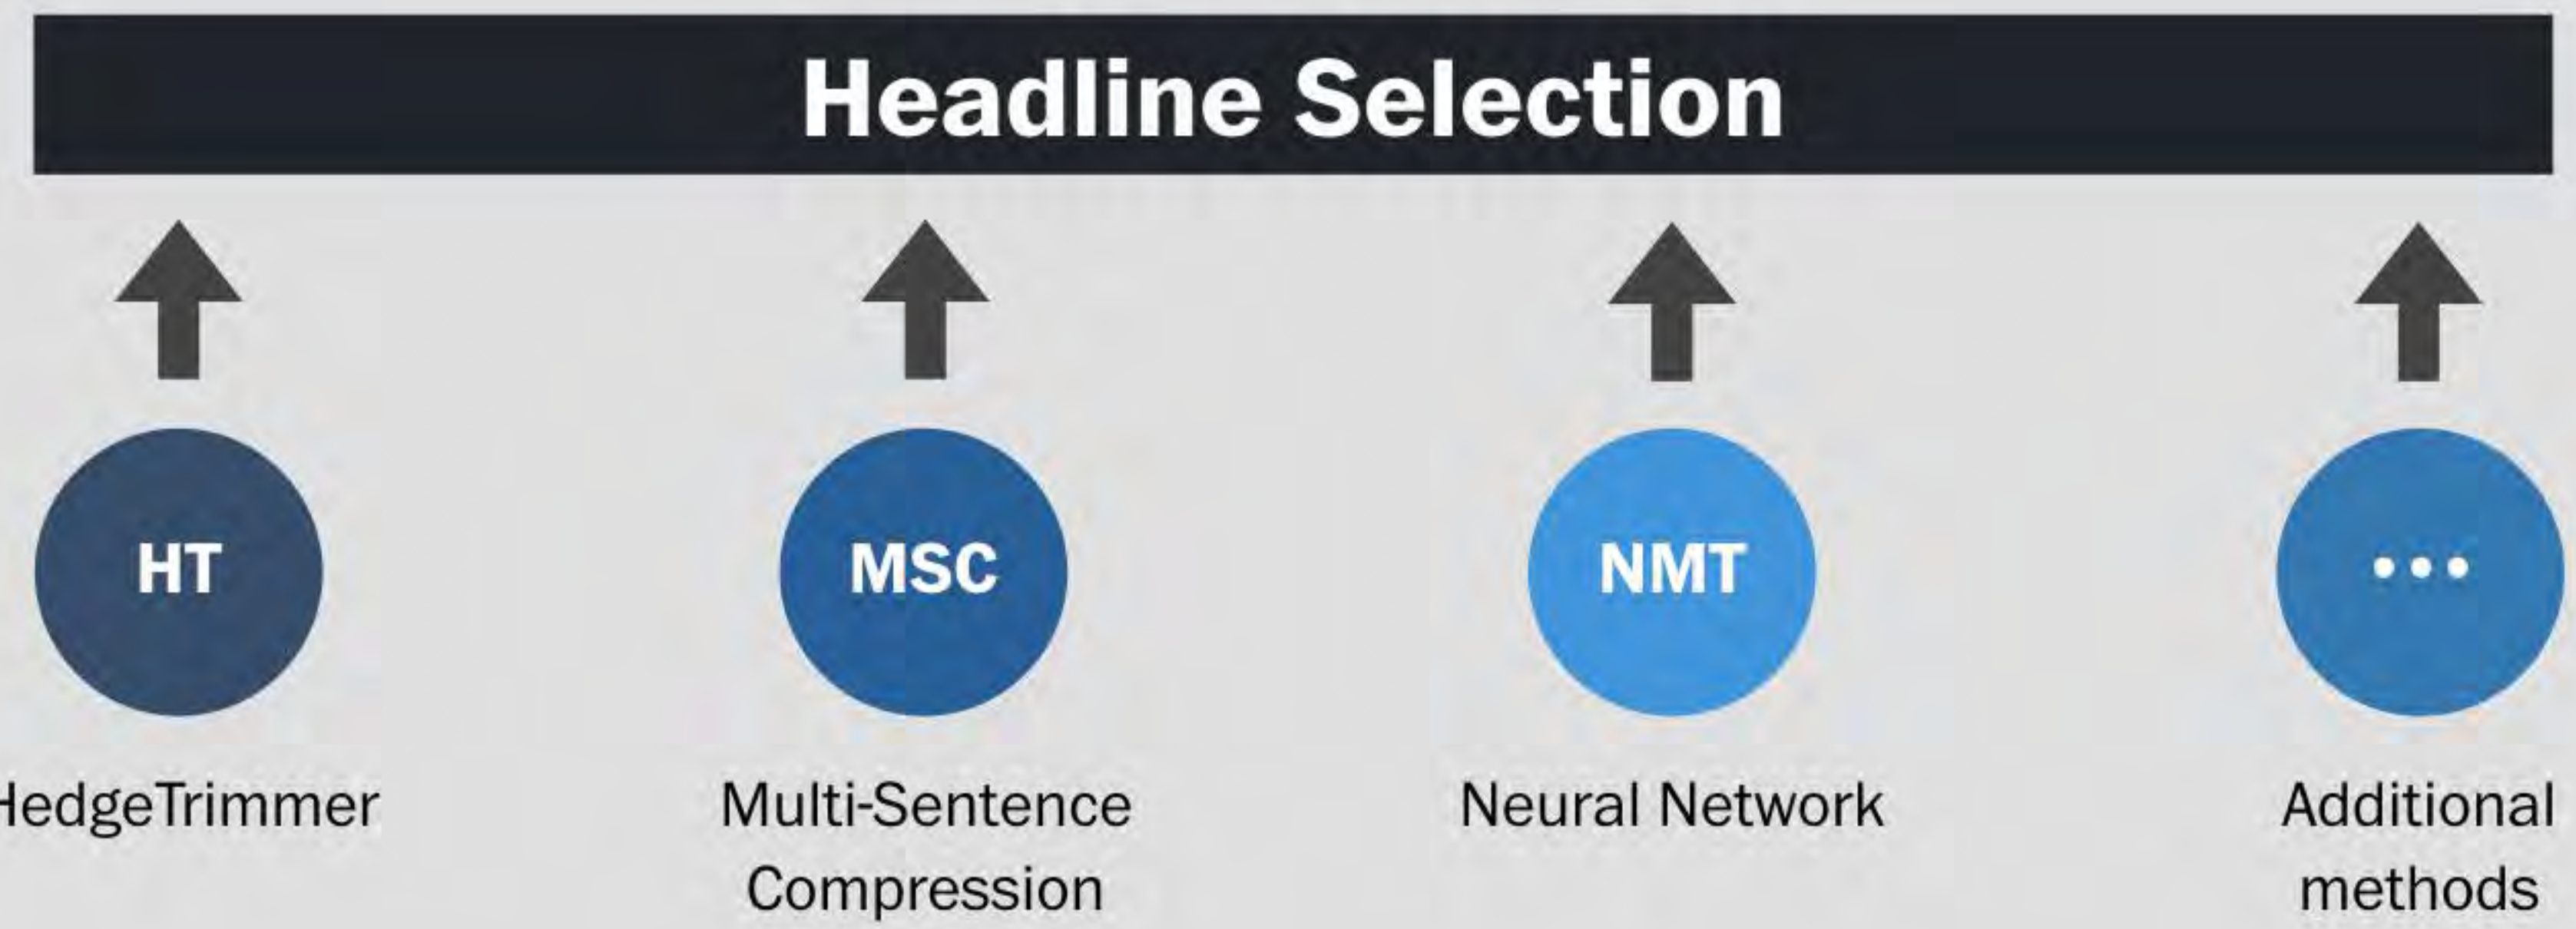 Headline Selection
HT
MSC
NMT
...
HedgeTrimmer
Multi-Sentence
Compression
Neural Network
Additional
methods